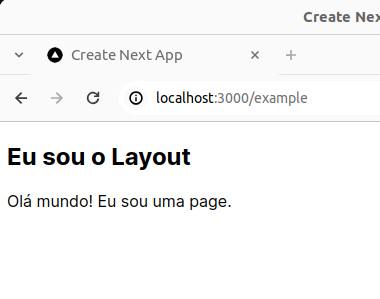 Create Nex
Create Next App
localhost:3000/example
Eu sou o Layout
Olá mundo! Eu sou uma page.